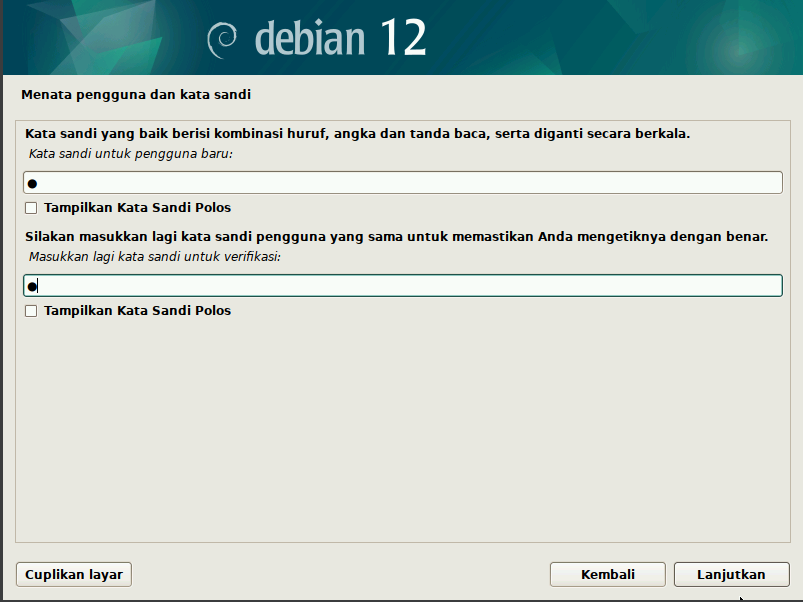 debian 12
Menata pengguna dan kata sandi
Kata sandi yang baik berisi kombinasi huruf, angka dan tanda baca, serta diganti secara berkala.
Kata sandi untuk pengguna baru:
●
Tampilkan Kata Sandi Polos
Silakan masukkan lagi kata sandi pengguna yang sama untuk memastikan Anda mengetiknya dengan benar.
Masukkan lagi kata sandi untuk verifikasi:
●
Tampilkan Kata Sandi Polos
Cuplikan layar
Kembali
Lanjutkan